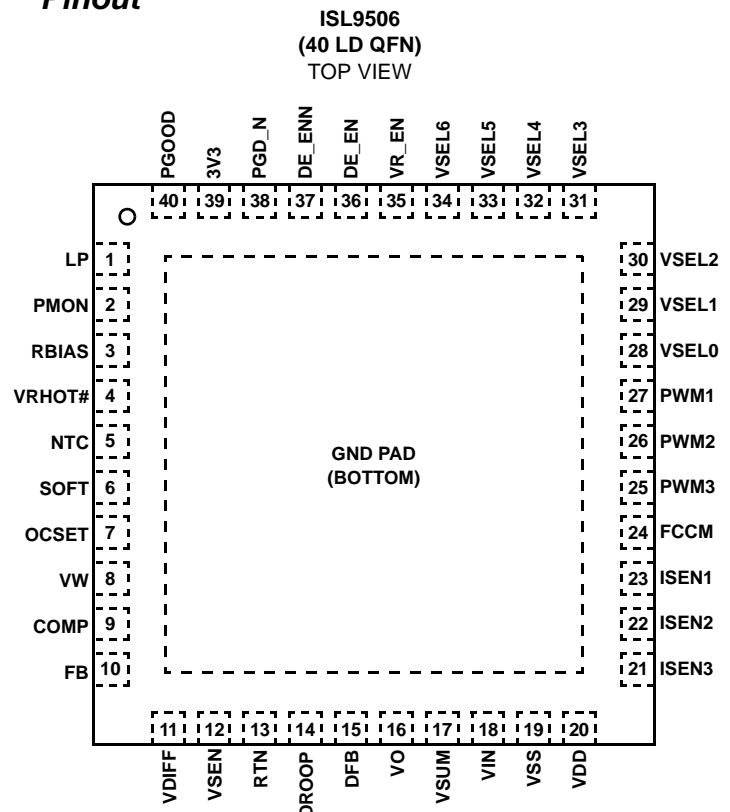 Pinout
ISL9506
(40 LD QFN)
TOP VIEW
PGOOD
3V3
PGD_N
DE_ENN
DE_EN
VR_EN
VSEL6
VSEL5
VSEL4
VSEL3
40 39 38 37 36 35 34 33 32 31
LP 1
PMON 2
RBIAS 3
VRHOT# 4
NTC 5
SOFT 6
OCSET 7
VW 8
COMP 9
FB 10
GND PAD
(BOTTOM)
30 VSEL2
29 VSEL1
28 VSEL0
27 PWM1
26 PWM2
25 PWM3
24 FCCM
23 ISEN1
22 ISEN2
21 ISEN3
11 12 13 14 15 16 17 18 19 20
VDIFF
VSEN
RTN
DROOP
DFB
VO
VSUM
VIN
VSS
VDD